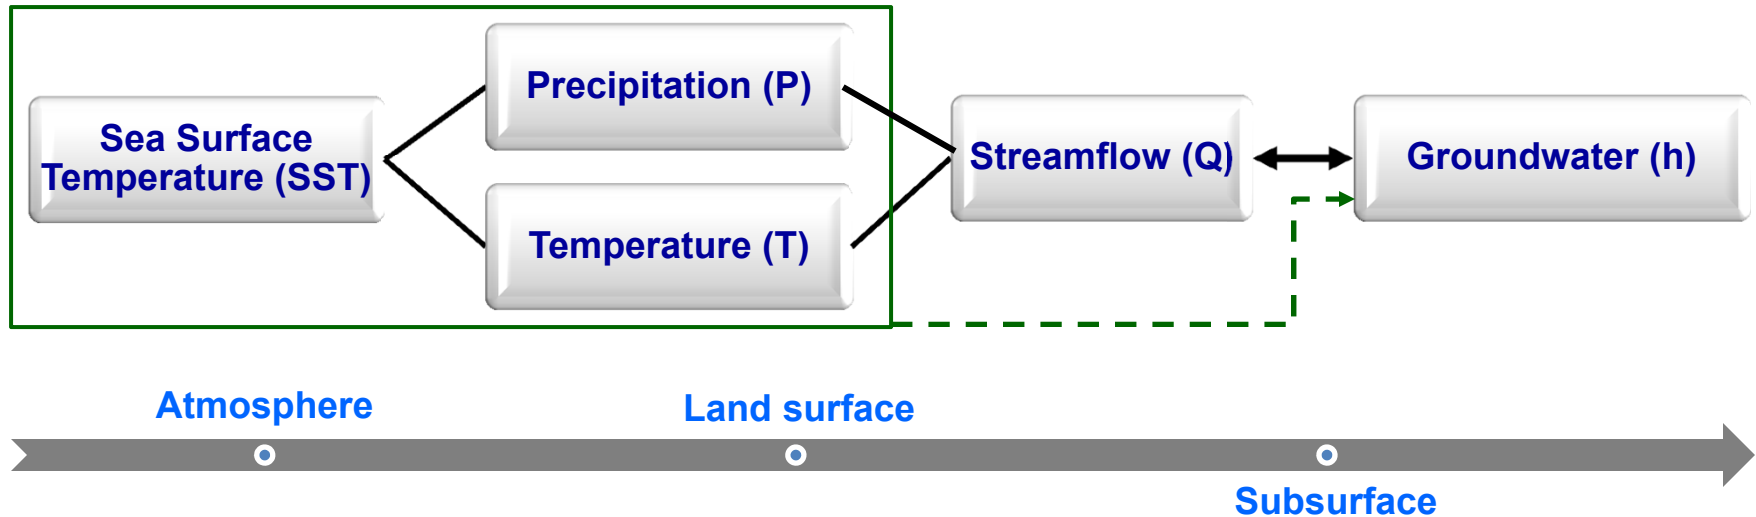 Precipitation (P)
Sea Surface
Temperature (SST)
Streamflow (Q)
Groundwater (h)
Temperature (T)
Atmosphere
Land surface
Subsurface